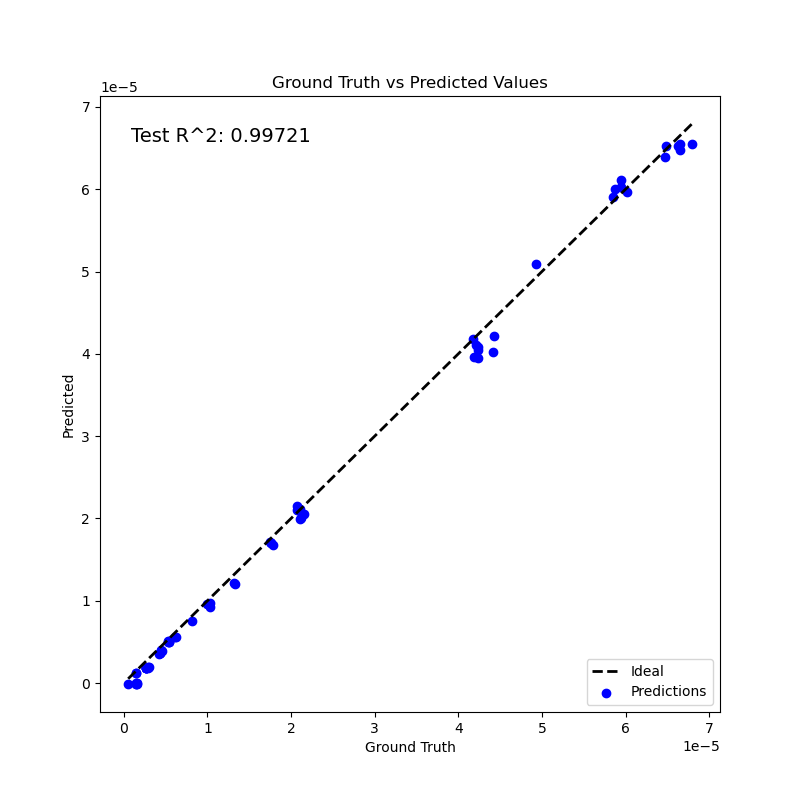 Ground Truth vs Predicted Values
1e−5
Test R^2: 0.99721
7
6
5
4
3
2
1
0
Predicted
Ideal
Predictions
0 1 2 3 4 5 6 7
Ground Truth
1e−5